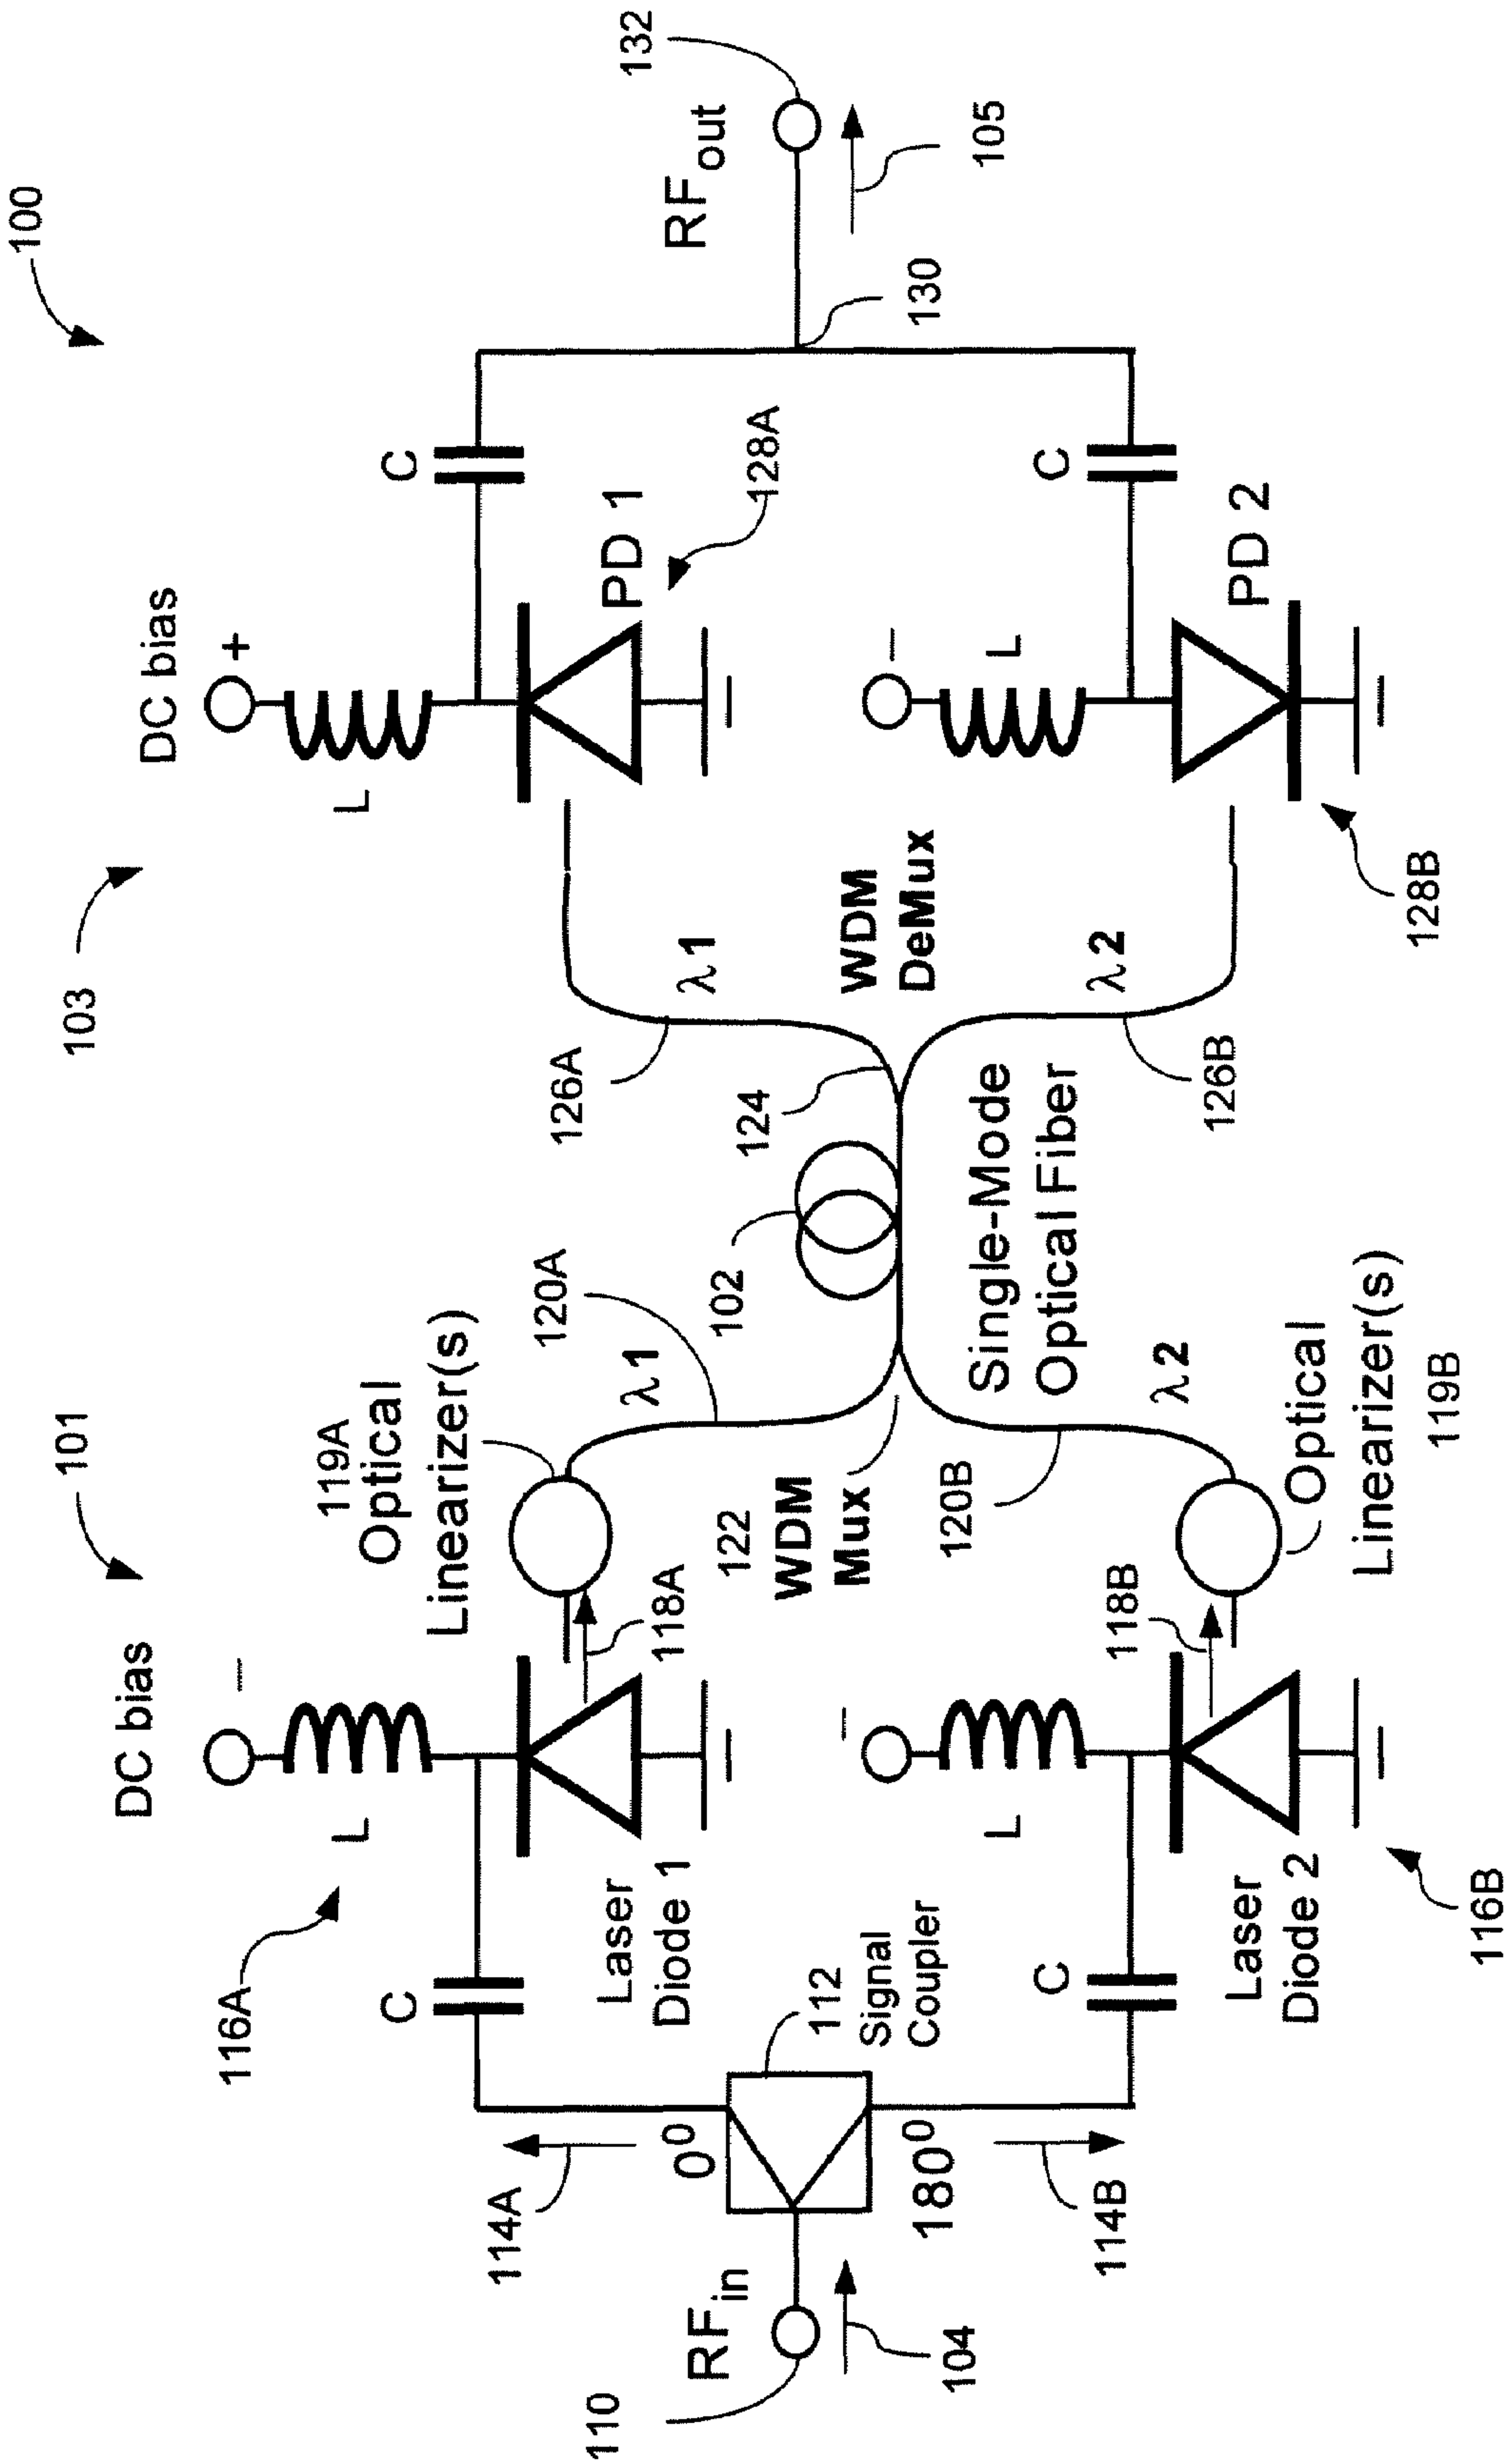 100
101
103
DC bias
−
DC bias
+
116A
L
119A
Optical
Linearizer(s)
L
C
118A
120A
λ1
126A
λ1
C
PD 1
128A
132
Laser
Diode 1
114A
0⁰
RFin
110
104
112
Signal
Coupler
180⁰
114B
122
WDM
Mux
102
124
WDM
DeMux
RFout
105
130
Single-Mode
Optical Fiber
−
L
C
118B
120B
λ2
126B
λ2
−
L
C
PD 2
128B
Laser
Diode 2
116B
Optical
Linearizer(s)
119B